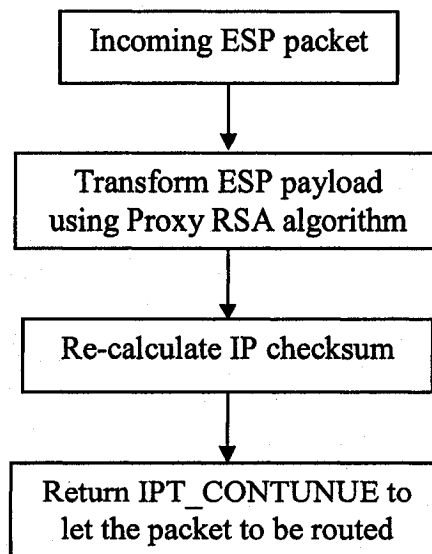 Incoming ESP packet
Transform ESP payload
using Proxy RSA algorithm
Re-calculate IP checksum
Return IPT_CONTUNUE to
let the packet to be routed